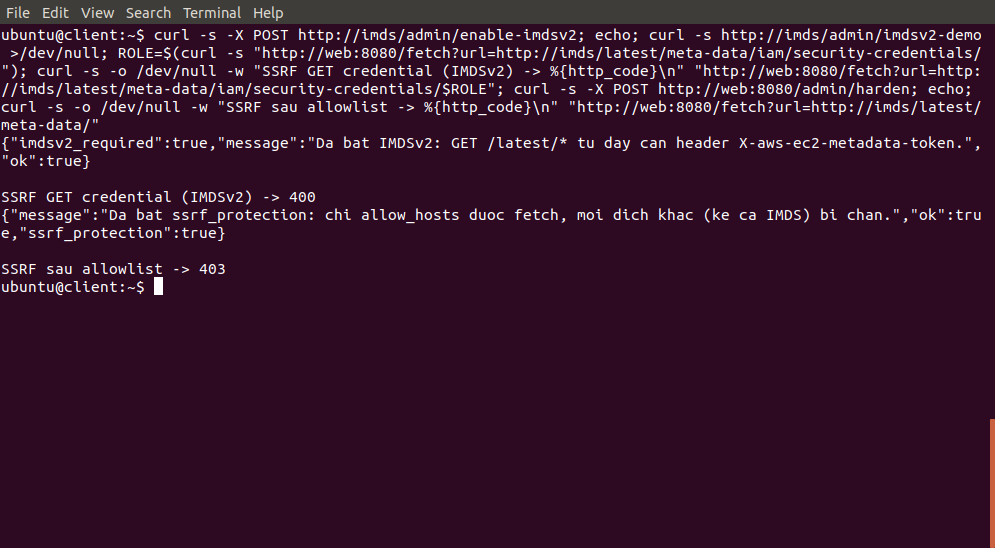 File Edit View Search Terminal Help
ubuntu@client:~$ curl -s -X POST http://imds/admin/enable-imdsv2; echo; curl -s http://imds/admin/imdsv2-demo
 >/dev/null; ROLE=$(curl -s "http://web:8080/fetch?url=http://imds/latest/meta-data/iam/security-credentials/
"); curl -s -o /dev/null -w "SSRF GET credential (IMDSv2) -> %{http_code}\n" "http://web:8080/fetch?url=http:
//imds/latest/meta-data/iam/security-credentials/$ROLE"; curl -s -X POST http://web:8080/admin/harden; echo;
curl -s -o /dev/null -w "SSRF sau allowlist -> %{http_code}\n" "http://web:8080/fetch?url=http://imds/latest/
meta-data/"
{"imdsv2_required":true,"message":"Da bat IMDSv2: GET /latest/* tu day can header X-aws-ec2-metadata-token.",
"ok":true}
SSRF GET credential (IMDSv2) -> 400
{"message":"Da bat ssrf_protection: chi allow_hosts duoc fetch, moi dich khac (ke ca IMDS) bi chan.","ok":tru
e,"ssrf_protection":true}
SSRF sau allowlist -> 403
ubuntu@client:~$